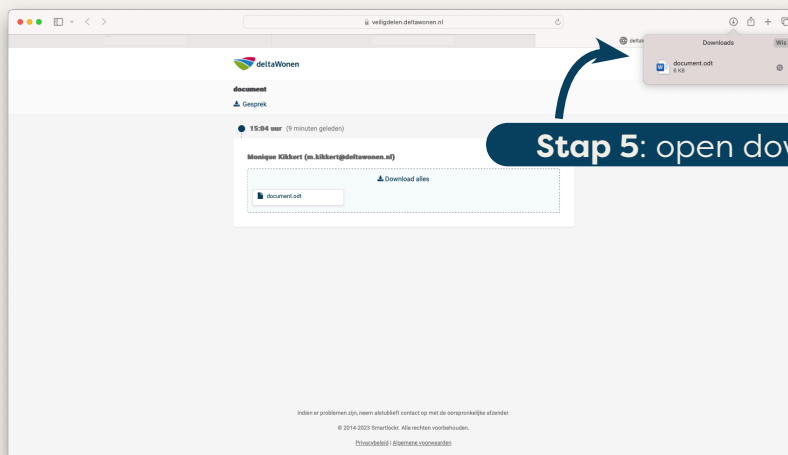 veiligdelen.deltawonen.nl
Downloads
Wis
document.odt
6 KB
deltaWonen
document
Gesprek
15:04 uur (9 minuten geleden)
Stap 5: open
Monique Kikkert (m.kikkert@deltawonen.nl)
Download alles
document.odt
Indien er problemen zijn, neem alstublieft contact op met de oorspronkelijke afzender.
© 2014-2023 Smartlockr. Alle rechten voorbehouden.
Privacybeleid | Algemene voorwaarden